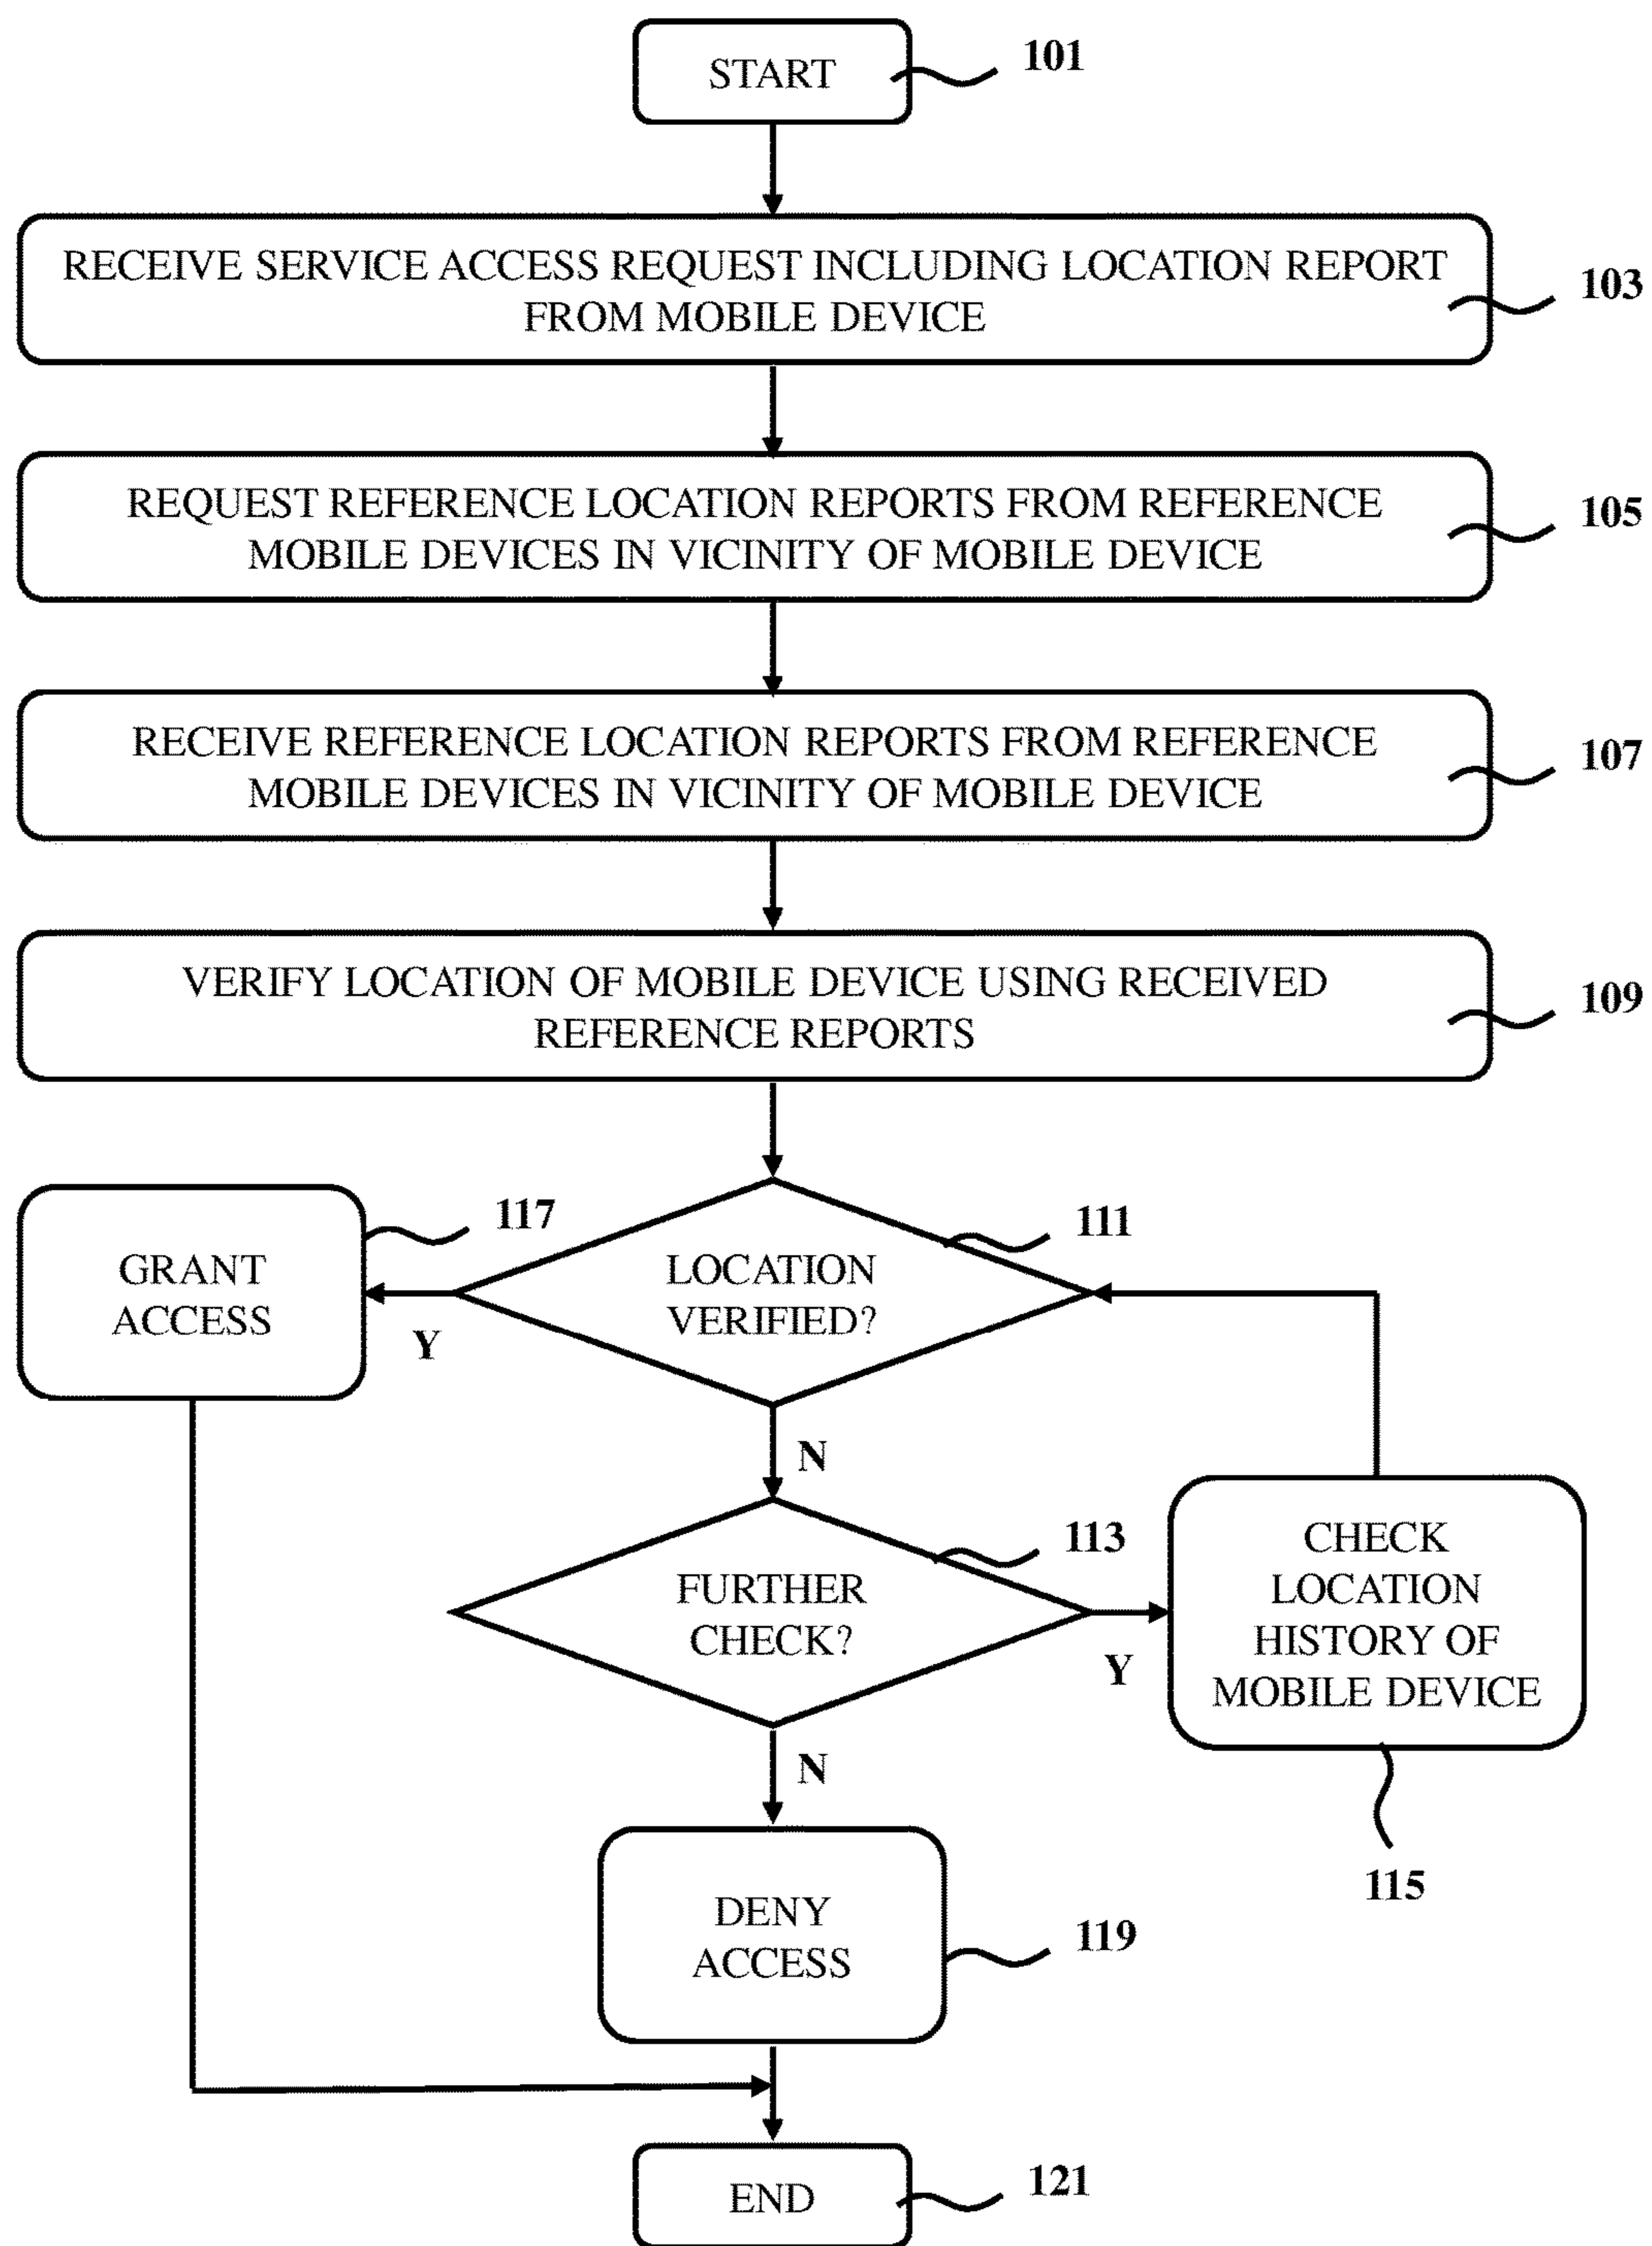 START
101
RECEIVE SERVICE ACCESS REQUEST INCLUDING LOCATION REPORT
FROM MOBILE DEVICE
103
REQUEST REFERENCE LOCATION REPORTS FROM REFERENCE
MOBILE DEVICES IN VICINITY OF MOBILE DEVICE
105
RECEIVE REFERENCE LOCATION REPORTS FROM REFERENCE
MOBILE DEVICES IN VICINITY OF MOBILE DEVICE
107
VERIFY LOCATION OF MOBILE DEVICE USING RECEIVED
REFERENCE REPORTS
109
GRANT
ACCESS
117
Y
LOCATION
VERIFIED?
111
N
FURTHER
CHECK?
113
Y
CHECK
LOCATION
HISTORY OF
MOBILE DEVICE
115
N
DENY
ACCESS
119
END
121